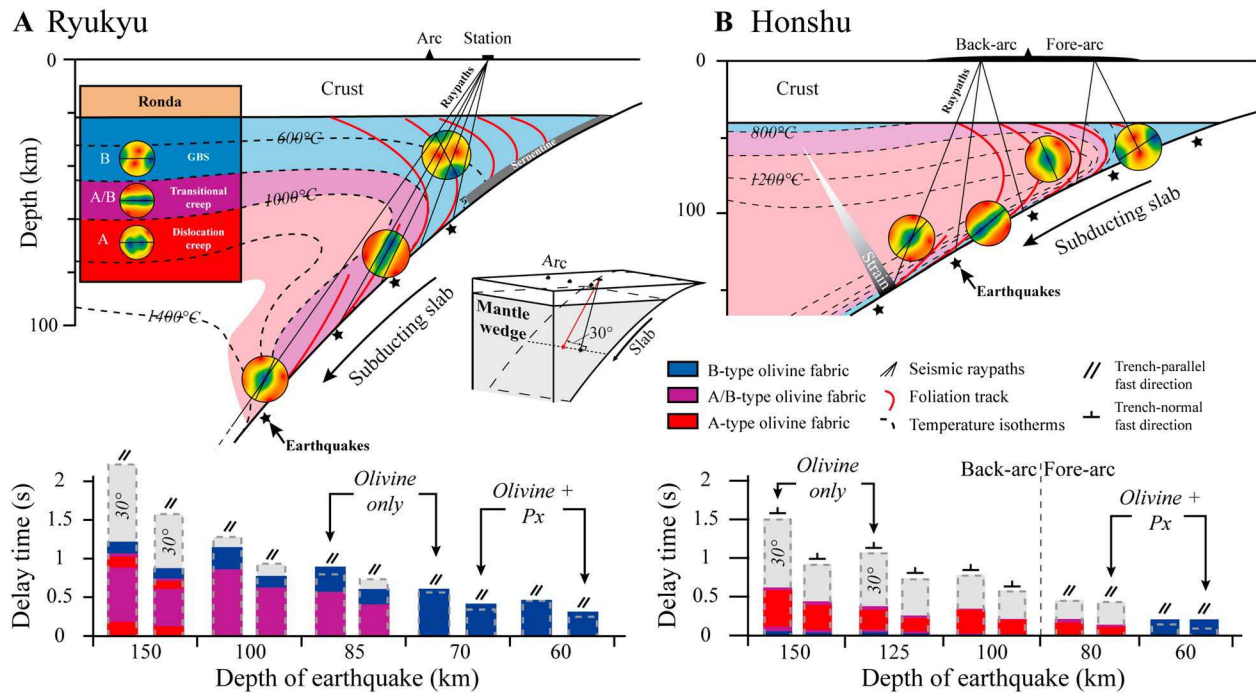 A Ryukyu
Arc Station
0
Crust
Raypaths
Ronda
600°C
B GBS
Serpentine
?
A/B Transitional
creep
1000°C
A Dislocation
creep
1400°C
100
Depth (km)
Subducting slab
Earthquakes
Arc
Mantle
wedge
30°
Slab
B Honshu
Back-arc Fore-arc
0
Crust
Raypaths
800°C
1200°C
100
Strain
Subducting slab
Earthquakes
B-type olivine fabric
A/B-type olivine fabric
A-type olivine fabric
Seismic raypaths
Foliation track
Temperature isotherms
Trench-parallel
fast direction
Trench-normal
fast direction
Delay time (s)
2
1.5
1
0.5
0
30°
30°
Olivine
only
Olivine +
Px
150 100 85 70 60
Depth of earthquake (km)
Delay time (s)
2
1.5
1
0.5
0
Olivine
only
30°
30°
Back-arc Fore-arc
Olivine +
Px
150 125 100 80 60
Depth of earthquake (km)